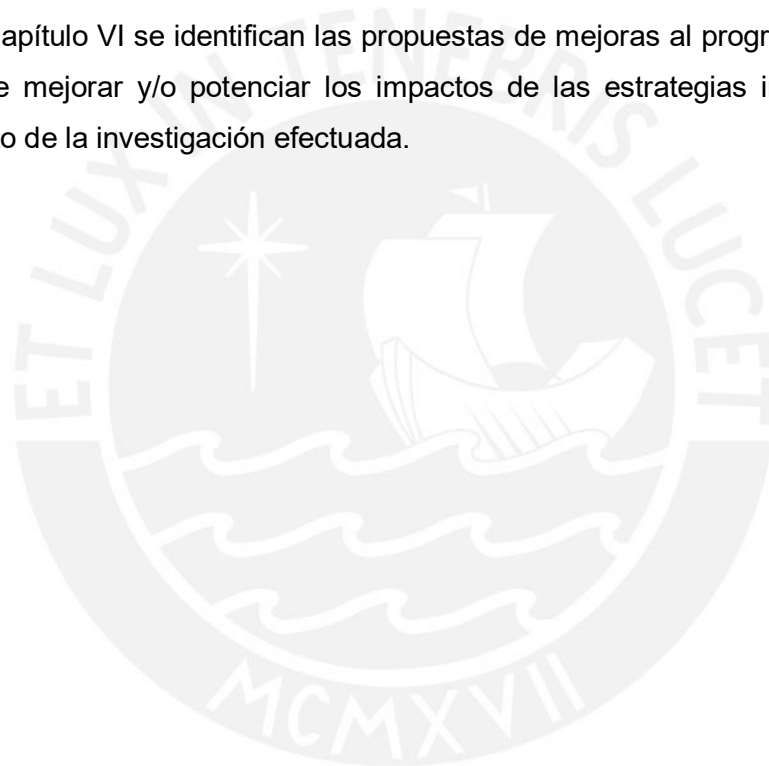 apítulo VI se identifican las propuestas de mejoras al progr
e mejorar y/o potenciar los impactos de las estrategias i
o de la investigación efectuada.
ET LUX IN TENEBRIS LUCET
MCMXVII